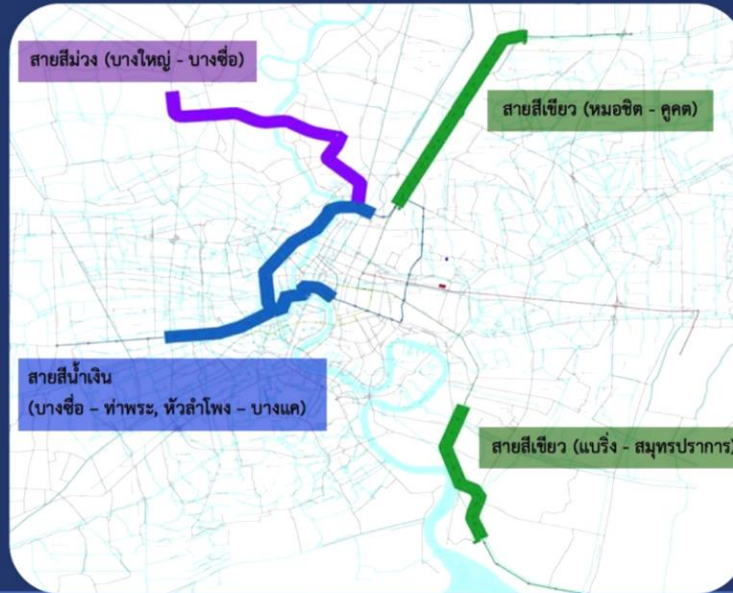 สายสีม่วง (บางใหญ่ - บางซื่อ)
สายสีเขียว (หมอชิต - คูคต)
สายสีน้ำเงิน
(บางซื่อ – ท่าพระ, หัวลำโพง – บางแค)
สายสีเขียว (แบริ่ง - สมุทรปราการ)